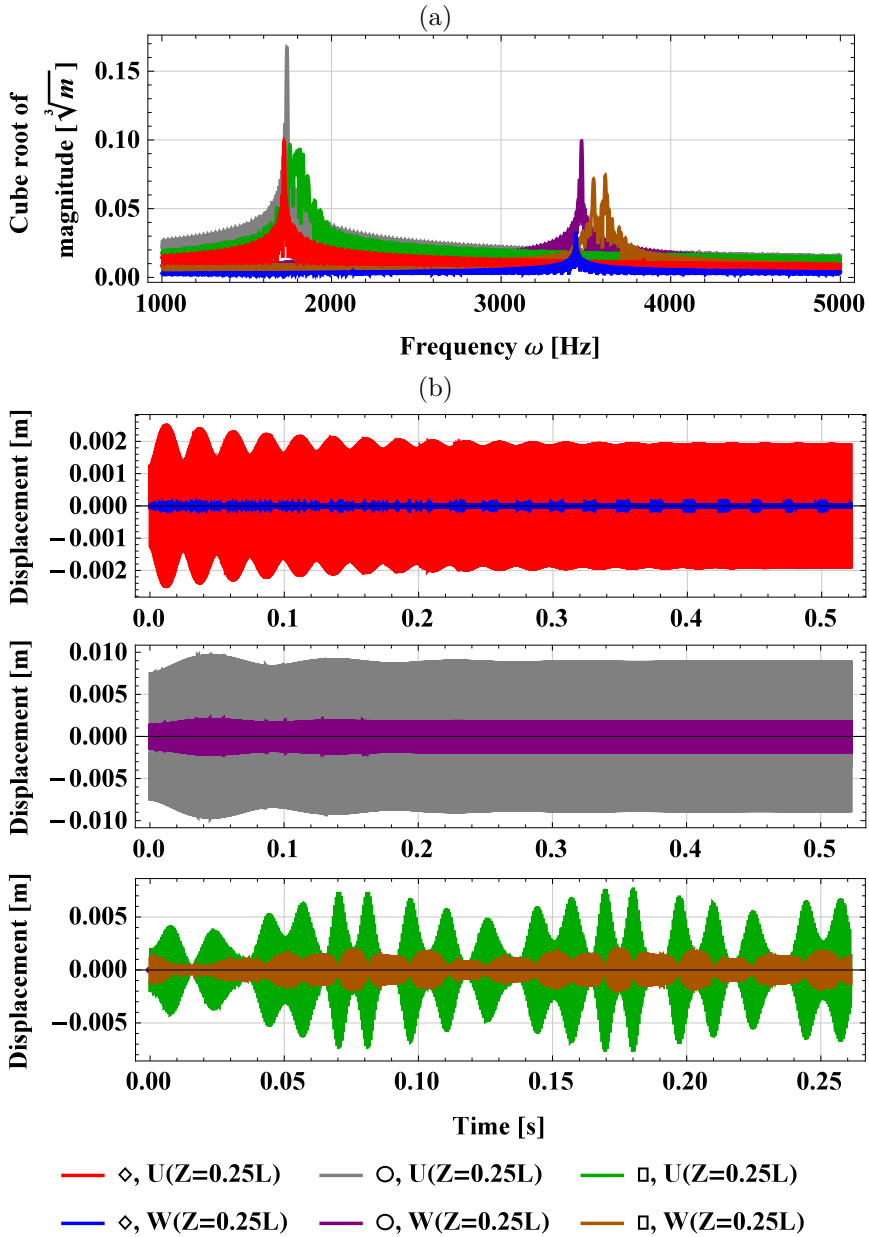 (a)
Cube root of
magnitude [∛m]
0.15
0.10
0.05
0.00
1000 2000 3000 4000 5000
Frequency ω [Hz]
(b)
Displacement [m]
0.002
0.001
0.000
−0.001
−0.002
0.0 0.1 0.2 0.3 0.4 0.5
Displacement [m]
0.010
0.005
0.000
−0.005
−0.010
0.0 0.1 0.2 0.3 0.4 0.5
Displacement [m]
0.005
0.000
−0.005
0.00 0.05 0.10 0.15 0.20 0.25
Time [s]
◇, U(Z=0.25L) ○, U(Z=0.25L) □, U(Z=0.25L)
◇, W(Z=0.25L) ○, W(Z=0.25L) □, W(Z=0.25L)